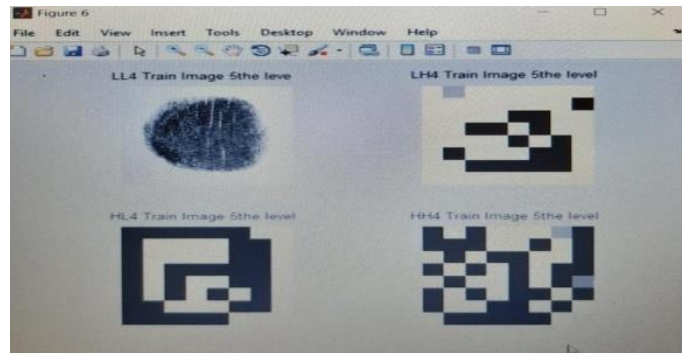 Figure 6
File Edit View Insert Tools Desktop Window Help
LL4 Train Image 5the leve
LH4 Train Image 5the level
HL4 Train Image 5the level
HH4 Train Image 5the level